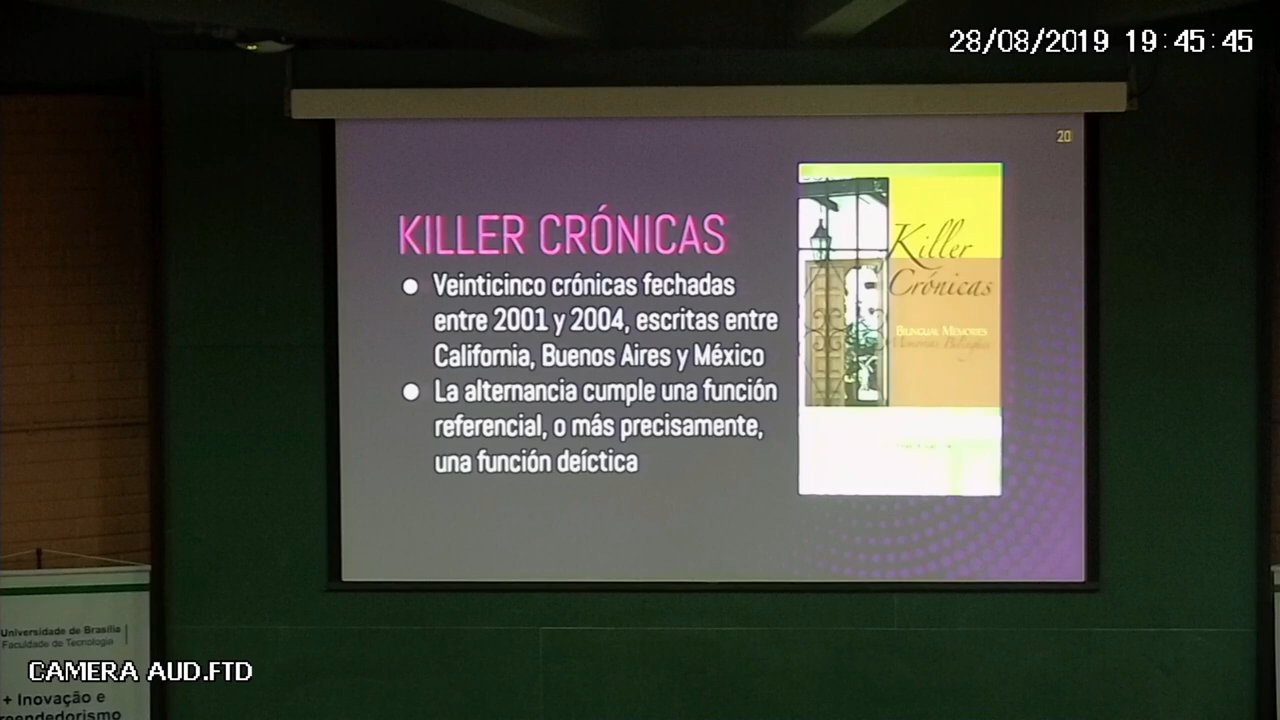 28/08/2019 19:45:45
20
KILLER CRÓNICAS
● Veinticinco crónicas fechadas
entre 2001 y 2004, escritas entre
California, Buenos Aires y México
● La alternancia cumple una función
referencial, o más precisamente,
una función deíctica
Killer
Crónicas
BILINGUAL MEMORIES
Memorias Bilingües
Universidade de Brasília
Faculdade de Tecnologia
CAMERA AUD.FTD
+ Inovação e